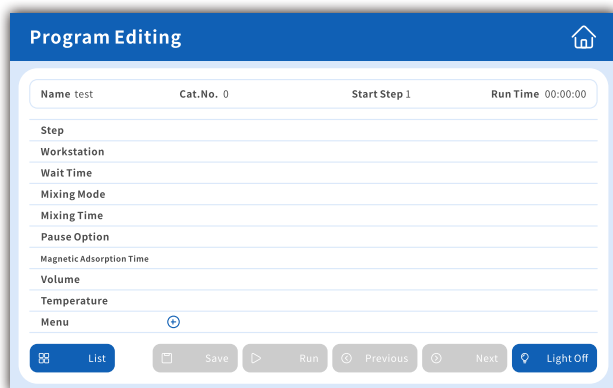 Program Editing
Name test Cat.No. 0 Start Step 1 Run Time 00:00:00
Step
Workstation
Wait Time
Mixing Mode
Mixing Time
Pause Option
Magnetic Adsorption Time
Volume
Temperature
Menu
List Save Run Previous Next Light Off